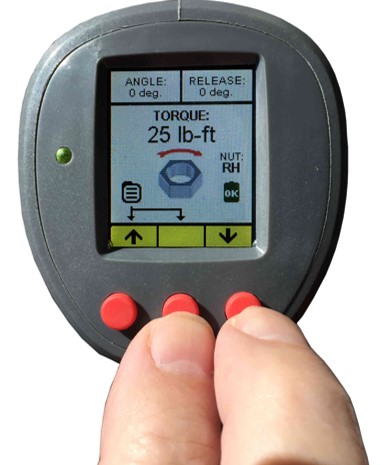 ANGLE:
0 deg.
RELEASE:
0 deg.
TORQUE:
25 lb-ft
NUT:
RH
OK